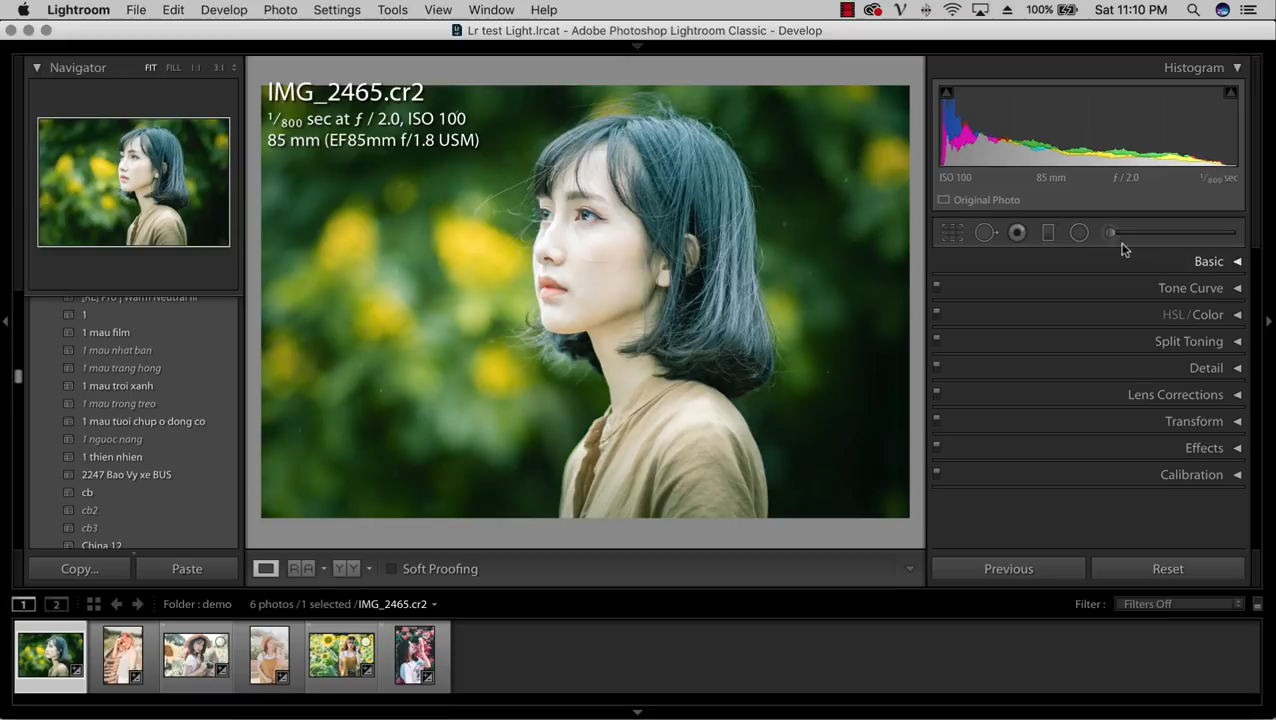 Lightroom File Edit Develop Photo Settings Tools View Window Help 100% Sat 11:10 PM
Lr test Light.lrcat - Adobe Photoshop Lightroom Classic - Develop
Navigator FIT FILL 1:1 3:1
1
1 mau film
1 mau nhat ban
1 mau trang hong
1 mau troi xanh
1 mau trong treo
1 mau tuoi chup o dong co
1 nguoc nang
1 thien nhien
2247 Bao Vy xe BUS
cb
cb2
cb3
China 12
Copy... Paste
IMG_2465.cr2
1/800 sec at ƒ / 2.0, ISO 100
85 mm (EF85mm f/1.8 USM)
RA YY Soft Proofing
Histogram
ISO 100 85 mm ƒ / 2.0 1/800 sec
Original Photo
Basic
Tone Curve
HSL / Color
Split Toning
Detail
Lens Corrections
Transform
Effects
Calibration
Previous Reset
1 2 Folder : demo 6 photos / 1 selected / IMG_2465.cr2 Filter : Filters Off